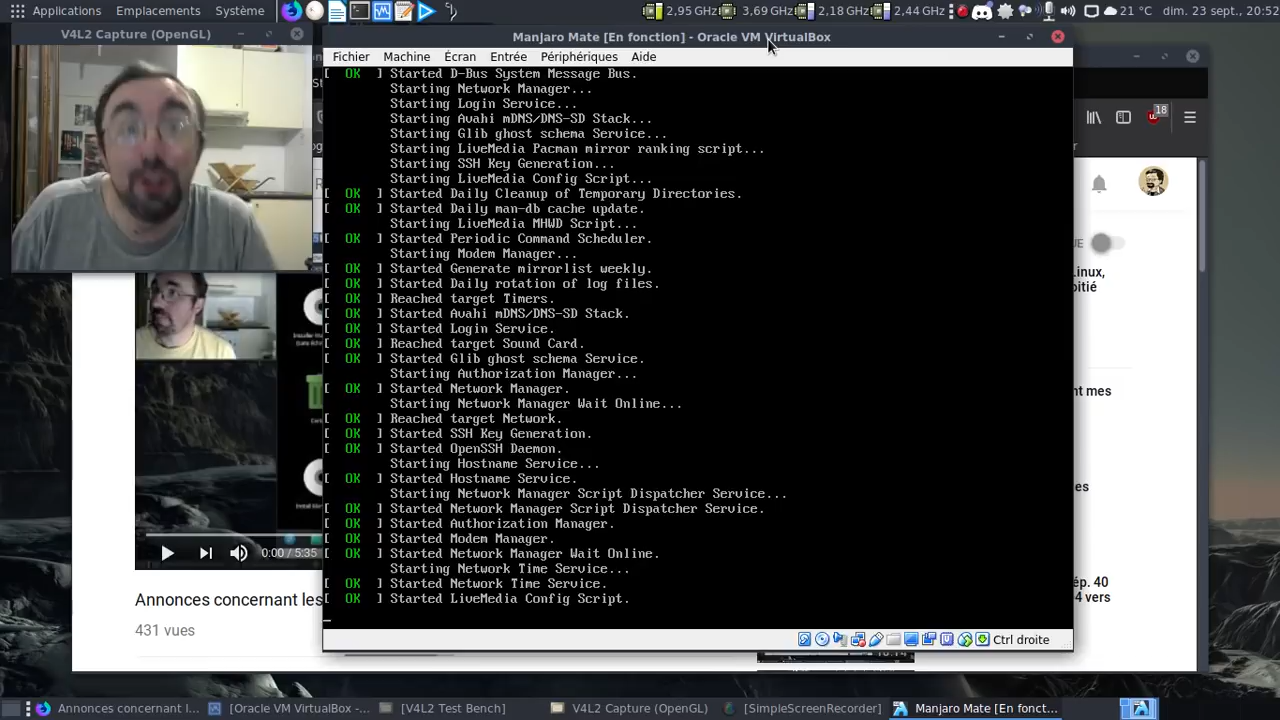 Applications Emplacements Système
2,95 GHz 3,69 GHz 2,18 GHz 2,44 GHz 21 °C dim. 23 sept., 20:52
V4L2 Capture (OpenGL)
Manjaro Mate [En fonction] - Oracle VM VirtualBox
Fichier Machine Écran Entrée Périphériques Aide
[ OK ] Started D-Bus System Message Bus.
Starting Network Manager...
Starting Login Service...
Starting Avahi mDNS/DNS-SD Stack...
Starting Glib ghost schema Service...
Starting LiveMedia Pacman mirror ranking script...
Starting SSH Key Generation...
Starting LiveMedia Config Script...
[ OK ] Started Daily Cleanup of Temporary Directories.
[ OK ] Started Daily man-db cache update.
Starting LiveMedia MHWD Script...
[ OK ] Started Periodic Command Scheduler.
Starting Modem Manager...
[ OK ] Started Generate mirrorlist weekly.
[ OK ] Started Daily rotation of log files.
[ OK ] Reached target Timers.
[ OK ] Started Avahi mDNS/DNS-SD Stack.
[ OK ] Started Login Service.
[ OK ] Reached target Sound Card.
[ OK ] Started Glib ghost schema Service.
Starting Authorization Manager...
[ OK ] Started Network Manager.
Starting Network Manager Wait Online...
[ OK ] Reached target Network.
[ OK ] Started SSH Key Generation.
[ OK ] Started OpenSSH Daemon.
Starting Hostname Service...
[ OK ] Started Hostname Service.
Starting Network Manager Script Dispatcher Service...
[ OK ] Started Network Manager Script Dispatcher Service.
[ OK ] Started Authorization Manager.
[ OK ] Started Modem Manager.
[ OK ] Started Network Manager Wait Online.
Starting Network Time Service...
[ OK ] Started Network Time Service.
[ OK ] Started LiveMedia Config Script.
Ctrl droite
18
UE
Linux,
pitié
nt mes
es
ép. 40
4 vers
0:00 / 5:35
Annonces concernant les
431 vues
Annonces concernant l... [Oracle VM VirtualBox -... [V4L2 Test Bench] V4L2 Capture (OpenGL) [SimpleScreenRecorder] Manjaro Mate [En fonct...